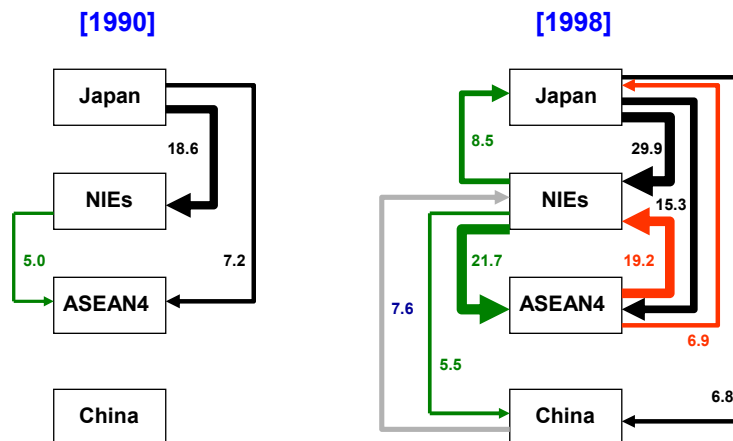 [1990]
Japan
18.6
NIEs
5.0
7.2
ASEAN4
China
[1998]
Japan
8.5
29.9
NIEs
15.3
21.7
19.2
ASEAN4
7.6
6.9
5.5
6.8
China